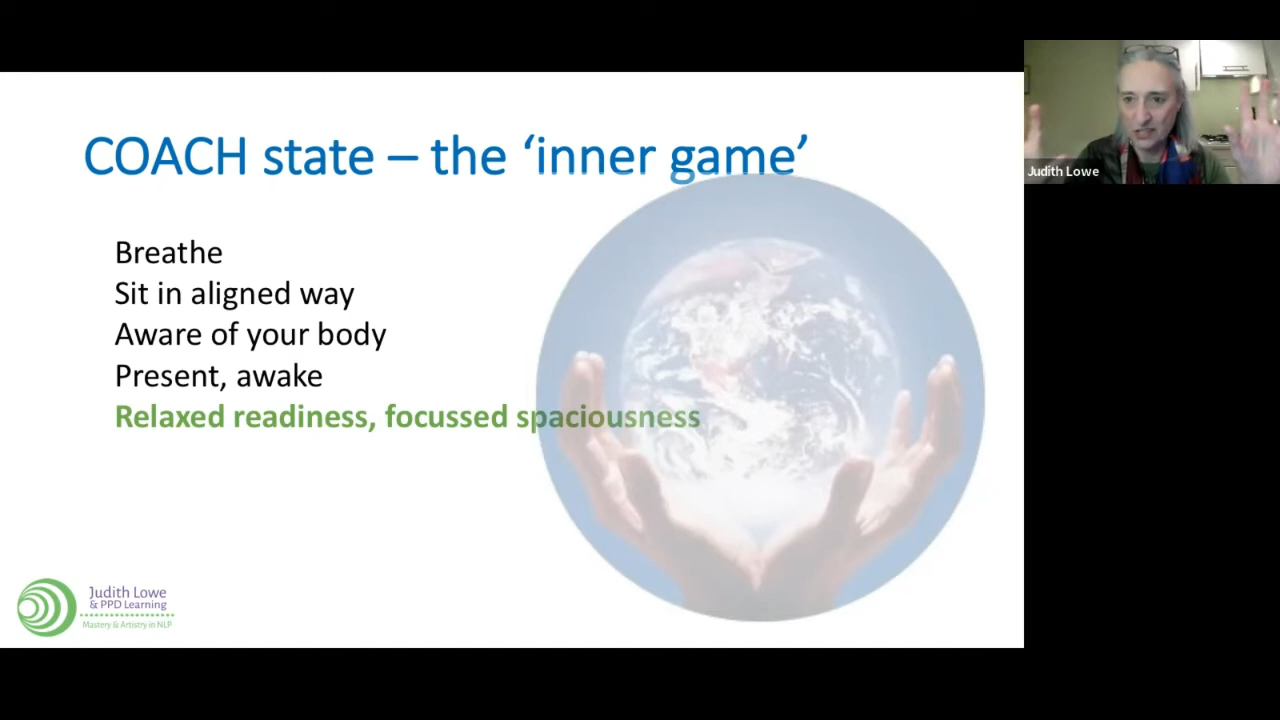 COACH state – the ‘inner game’
Breathe
Sit in aligned way
Aware of your body
Present, awake
Relaxed readiness, focussed spaciousness
Judith Lowe
& PPD Learning
Mastery & Artistry in NLP
Judith Lowe